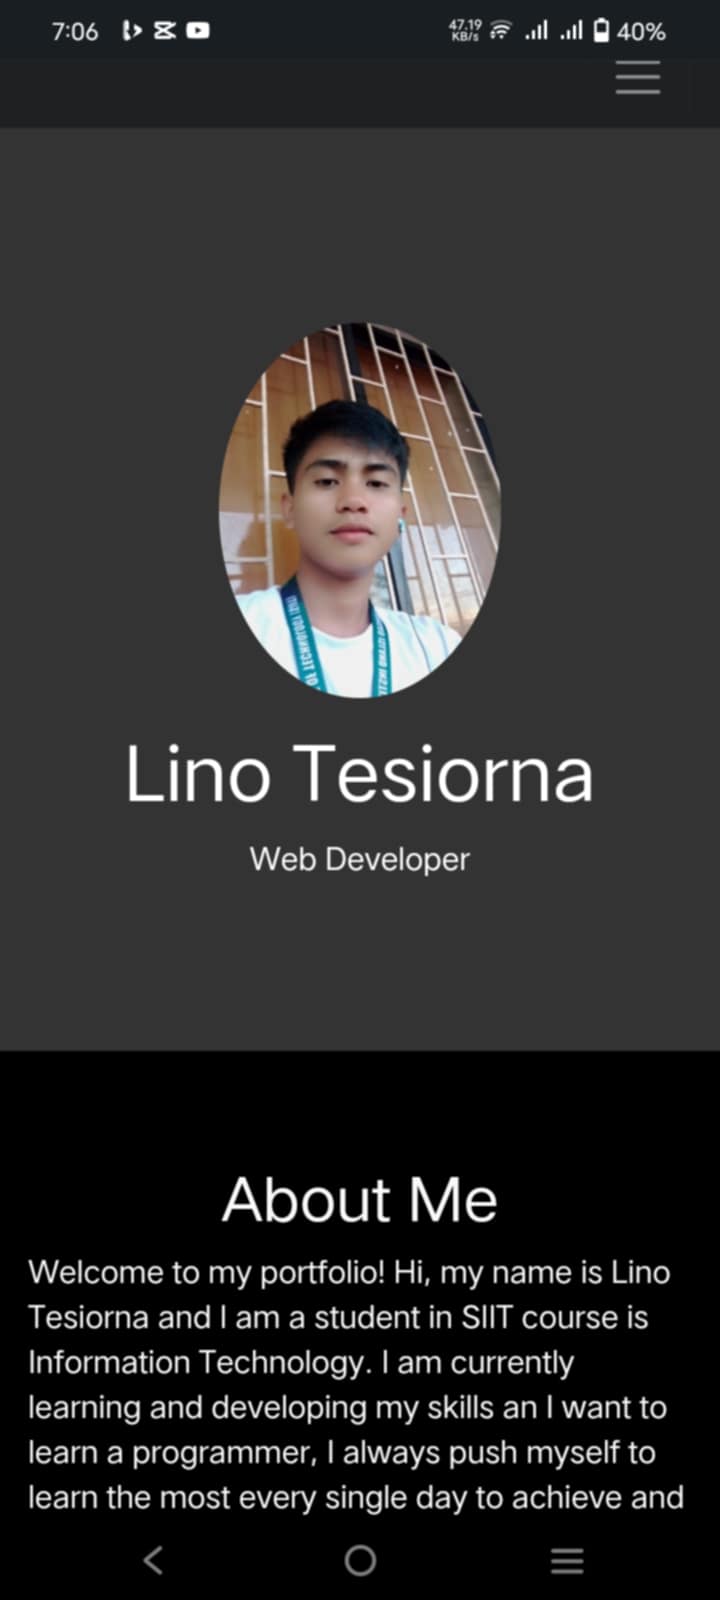 7:06
47.19
KB/s
40%
Lino Tesiorna
Web Developer
About Me
Welcome to my portfolio! Hi, my name is Lino
Tesiorna and I am a student in SIIT course is
Information Technology. I am currently
learning and developing my skills an I want to
learn a programmer, I always push myself to
learn the most every single day to achieve and